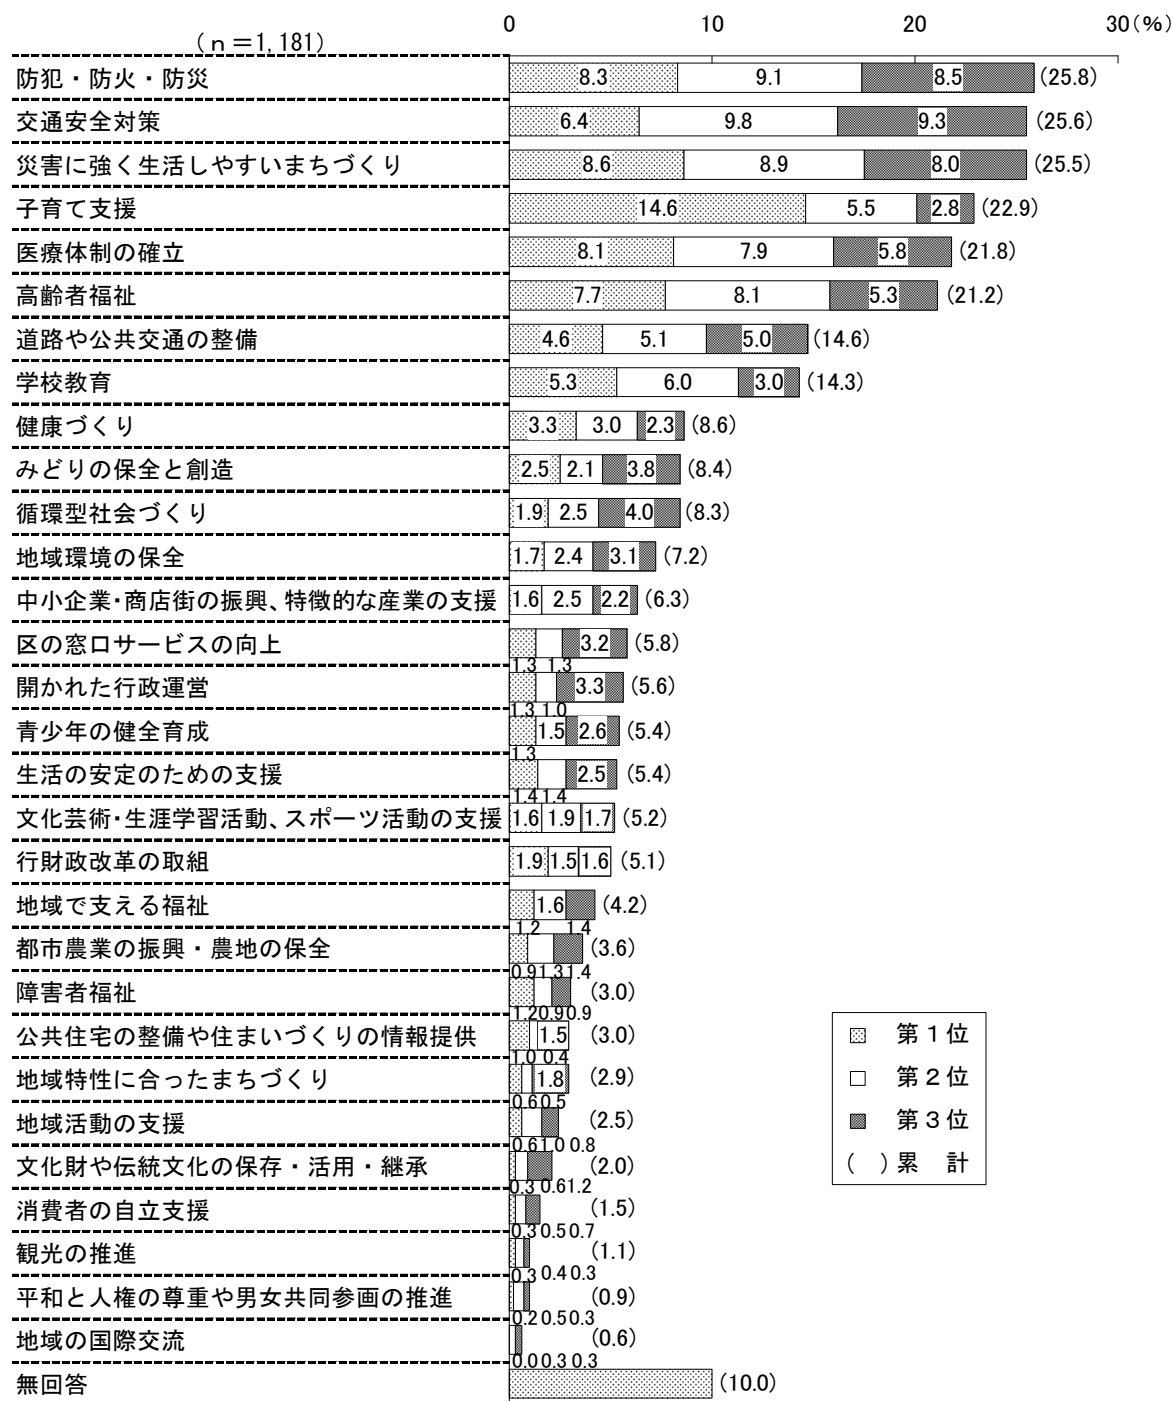 0 10 20 30(%)
(n=1,181)
防犯・防火・防災 8.3 9.1 8.5 (25.8)
交通安全対策 6.4 9.8 9.3 (25.6)
災害に強く生活しやすいまちづくり 8.6 8.9 8.0 (25.5)
子育て支援 14.6 5.5 2.8 (22.9)
医療体制の確立 8.1 7.9 5.8 (21.8)
高齢者福祉 7.7 8.1 5.3 (21.2)
道路や公共交通の整備 4.6 5.1 5.0 (14.6)
学校教育 5.3 6.0 3.0 (14.3)
健康づくり 3.3 3.0 2.3 (8.6)
みどりの保全と創造 2.5 2.1 3.8 (8.4)
循環型社会づくり 1.9 2.5 4.0 (8.3)
地域環境の保全 1.7 2.4 3.1 (7.2)
中小企業・商店街の振興、特徴的な産業の支援 1.6 2.5 2.2 (6.3)
区の窓口サービスの向上 3.2 (5.8)
1.3 1.3
開かれた行政運営 3.3 (5.6)
1.3 1.0
青少年の健全育成 1.5 2.6 (5.4)
1.3
生活の安定のための支援 2.5 (5.4)
1.4 1.4
文化芸術・生涯学習活動、スポーツ活動の支援 1.6 1.9 1.7 (5.2)
行財政改革の取組 1.9 1.5 1.6 (5.1)
地域で支える福祉 1.6 (4.2)
1.2 1.4
都市農業の振興・農地の保全 (3.6)
0.9 1.3 1.4
障害者福祉 (3.0)
1.2 0.9 0.9
公共住宅の整備や住まいづくりの情報提供 1.5 (3.0)
1.0 0.4
地域特性に合ったまちづくり 1.8 (2.9)
0.6 0.5
地域活動の支援 (2.5)
0.6 1.0 0.8
文化財や伝統文化の保存・活用・継承 (2.0)
0.3 0.6 1.2
消費者の自立支援 (1.5)
0.3 0.5 0.7
観光の推進 (1.1)
0.3 0.4 0.3
平和と人権の尊重や男女共同参画の推進 (0.9)
0.2 0.5 0.3
地域の国際交流 (0.6)
0.0 0.3 0.3
無回答 (10.0)
第1位
第2位
第3位
( )累 計